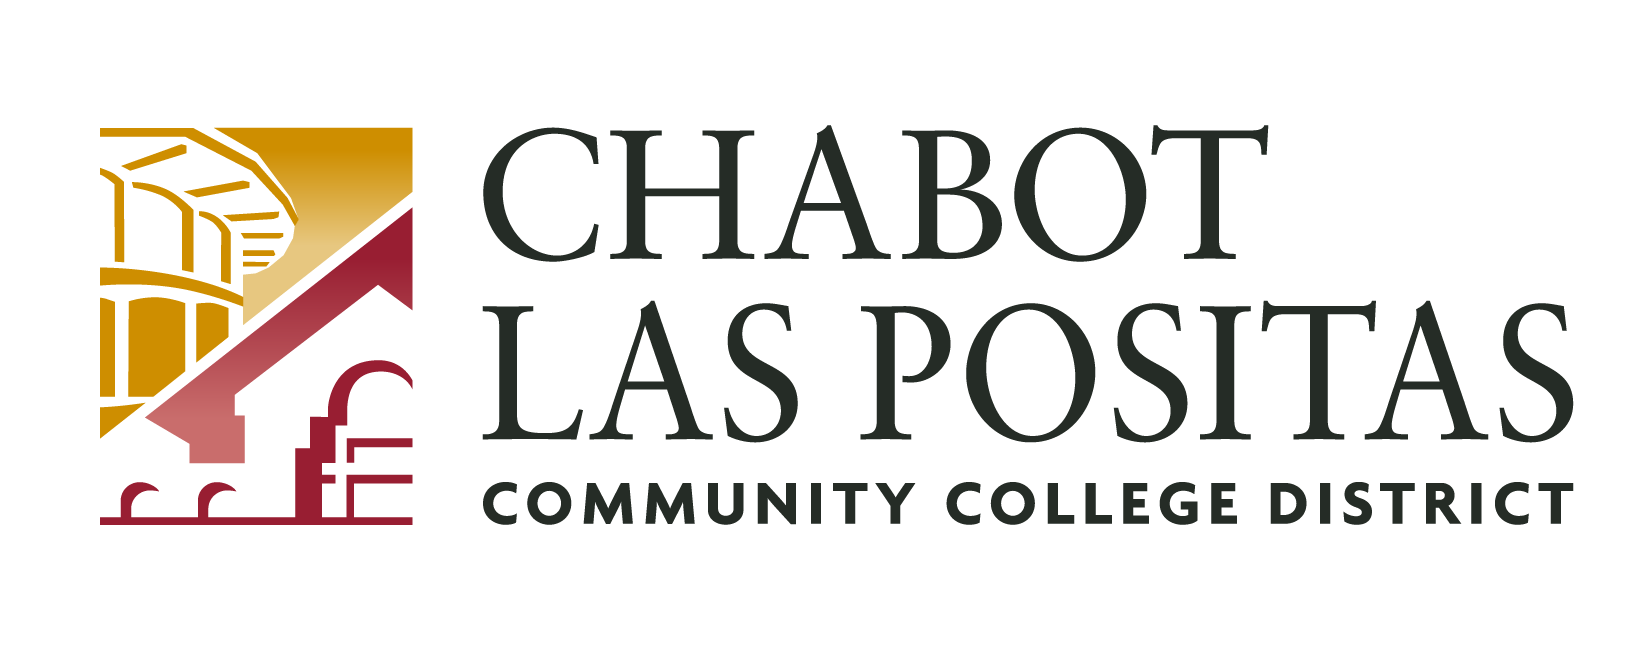 CHABOT
LAS POSITAS
COMMUNITY COLLEGE DISTRICT